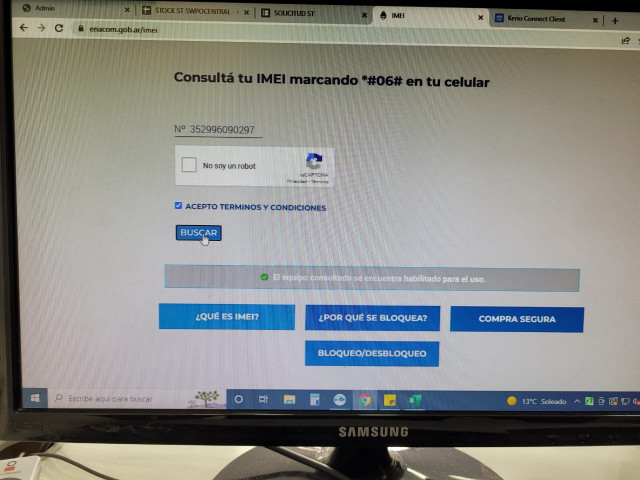 Admin
STOCK ST SWPOCENTRAL -
SOLICITUD ST
IMEI
Kerio Connect Client
enacom.gob.ar/imei
Consultá tu IMEI marcando *#06# en tu celular
Nº 352996090297
No soy un robot
reCAPTCHA
Privacidad - Términos
ACEPTO TERMINOS Y CONDICIONES
BUSCAR
El equipo consultado se encuentra habilitado para el uso.
¿QUÉ ES IMEI?
¿POR QUÉ SE BLOQUEA?
COMPRA SEGURA
BLOQUEO/DESBLOQUEO
Escribe aquí para buscar
13°C Soleado
SAMSUNG